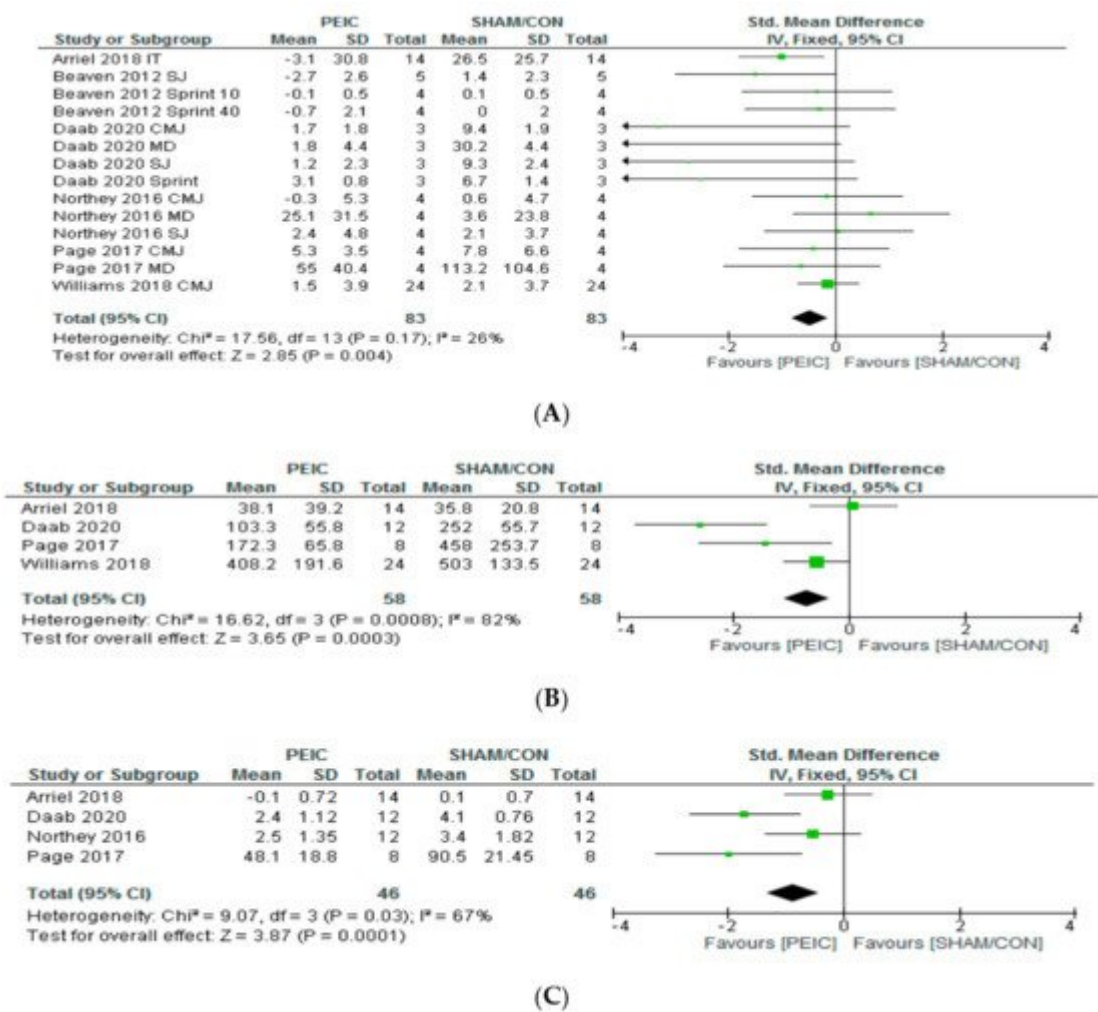 PEIC SHAM/CON Std. Mean Difference
Study or Subgroup Mean SD Total Mean SD Total IV, Fixed, 95% CI
Arriel 2018 IT -3.1 30.8 14 26.5 25.7 14
Beaven 2012 SJ -2.7 2.6 5 1.4 2.3 5
Beaven 2012 Sprint 10 -0.1 0.5 4 0.1 0.5 4
Beaven 2012 Sprint 40 -0.7 2.1 4 0 2 4
Daab 2020 CMJ 1.7 1.8 3 9.4 1.9 3
Daab 2020 MD 1.8 4.4 3 30.2 4.4 3
Daab 2020 SJ 1.2 2.3 3 9.3 2.4 3
Daab 2020 Sprint 3.1 0.8 3 6.7 1.4 3
Northey 2016 CMJ -0.3 5.3 4 0.6 4.7 4
Northey 2016 MD 25.1 31.5 4 3.6 23.8 4
Northey 2016 SJ 2.4 4.8 4 2.1 3.7 4
Page 2017 CMJ 5.3 3.5 4 7.8 6.6 4
Page 2017 MD 55 40.4 4 113.2 104.6 4
Williams 2018 CMJ 1.5 3.9 24 2.1 3.7 24
Total (95% CI) 83 83
Heterogeneity: Chi² = 17.56, df = 13 (P = 0.17); I² = 26%
Test for overall effect: Z = 2.85 (P = 0.004)
-4 -2 0 2 4
Favours [PEIC] Favours [SHAM/CON]
(A)
PEIC SHAM/CON Std. Mean Difference
Study or Subgroup Mean SD Total Mean SD Total IV, Fixed, 95% CI
Arriel 2018 38.1 39.2 14 35.8 20.8 14
Daab 2020 103.3 55.8 12 252 55.7 12
Page 2017 172.3 65.8 8 458 253.7 8
Williams 2018 408.2 191.6 24 503 133.5 24
Total (95% CI) 58 58
Heterogeneity: Chi² = 16.62, df = 3 (P = 0.0008); I² = 82%
Test for overall effect: Z = 3.65 (P = 0.0003)
-4 -2 0 2 4
Favours [PEIC] Favours [SHAM/CON]
(B)
PEIC SHAM/CON Std. Mean Difference
Study or Subgroup Mean SD Total Mean SD Total IV, Fixed, 95% CI
Arriel 2018 -0.1 0.72 14 0.1 0.7 14
Daab 2020 2.4 1.12 12 4.1 0.76 12
Northey 2016 2.5 1.35 12 3.4 1.82 12
Page 2017 48.1 18.8 8 90.5 21.45 8
Total (95% CI) 46 46
Heterogeneity: Chi² = 9.07, df = 3 (P = 0.03); I² = 67%
Test for overall effect: Z = 3.87 (P = 0.0001)
-4 -2 0 2 4
Favours [PEIC] Favours [SHAM/CON]
(C)